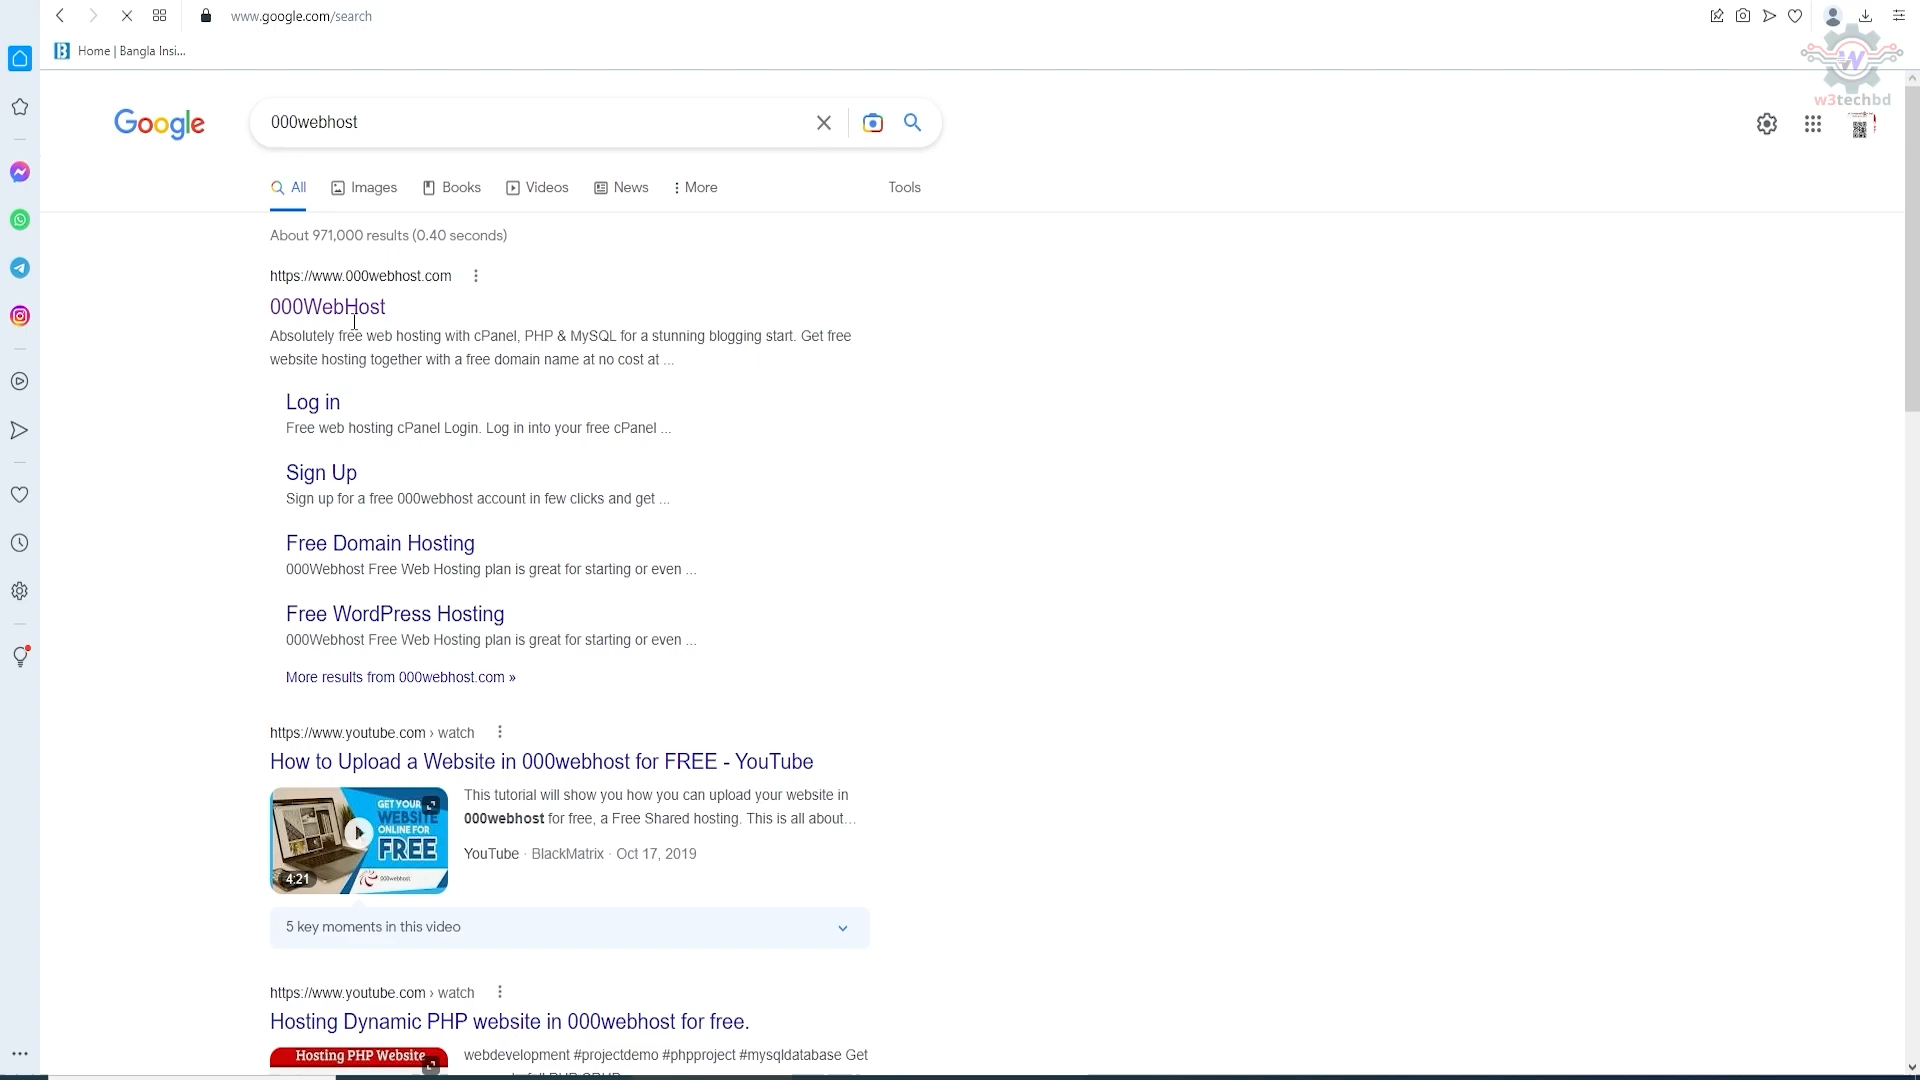 www.google.com/search
Home | Bangla Insi...
w3techbd
Google
000webhost
All
Images
Books
Videos
News
More
Tools
About 971,000 results (0.40 seconds)
https://www.000webhost.com
000WebHost
Absolutely free web hosting with cPanel, PHP & MySQL for a stunning blogging start. Get free
website hosting together with a free domain name at no cost at ...
Log in
Free web hosting cPanel Login. Log in into your free cPanel ...
Sign Up
Sign up for a free 000webhost account in few clicks and get ...
Free Domain Hosting
000Webhost Free Web Hosting plan is great for starting or even ...
Free WordPress Hosting
000Webhost Free Web Hosting plan is great for starting or even ...
More results from 000webhost.com »
https://www.youtube.com › watch
How to Upload a Website in 000webhost for FREE - YouTube
GET YOUR
WEBSITE
ONLINE FOR
FREE
000webhost
4:21
This tutorial will show you how you can upload your website in
000webhost for free, a Free Shared hosting. This is all about...
YouTube · BlackMatrix · Oct 17, 2019
5 key moments in this video
https://www.youtube.com › watch
Hosting Dynamic PHP website in 000webhost for free.
Hosting PHP Website
webdevelopment #projectdemo #phpproject #mysqldatabase Get